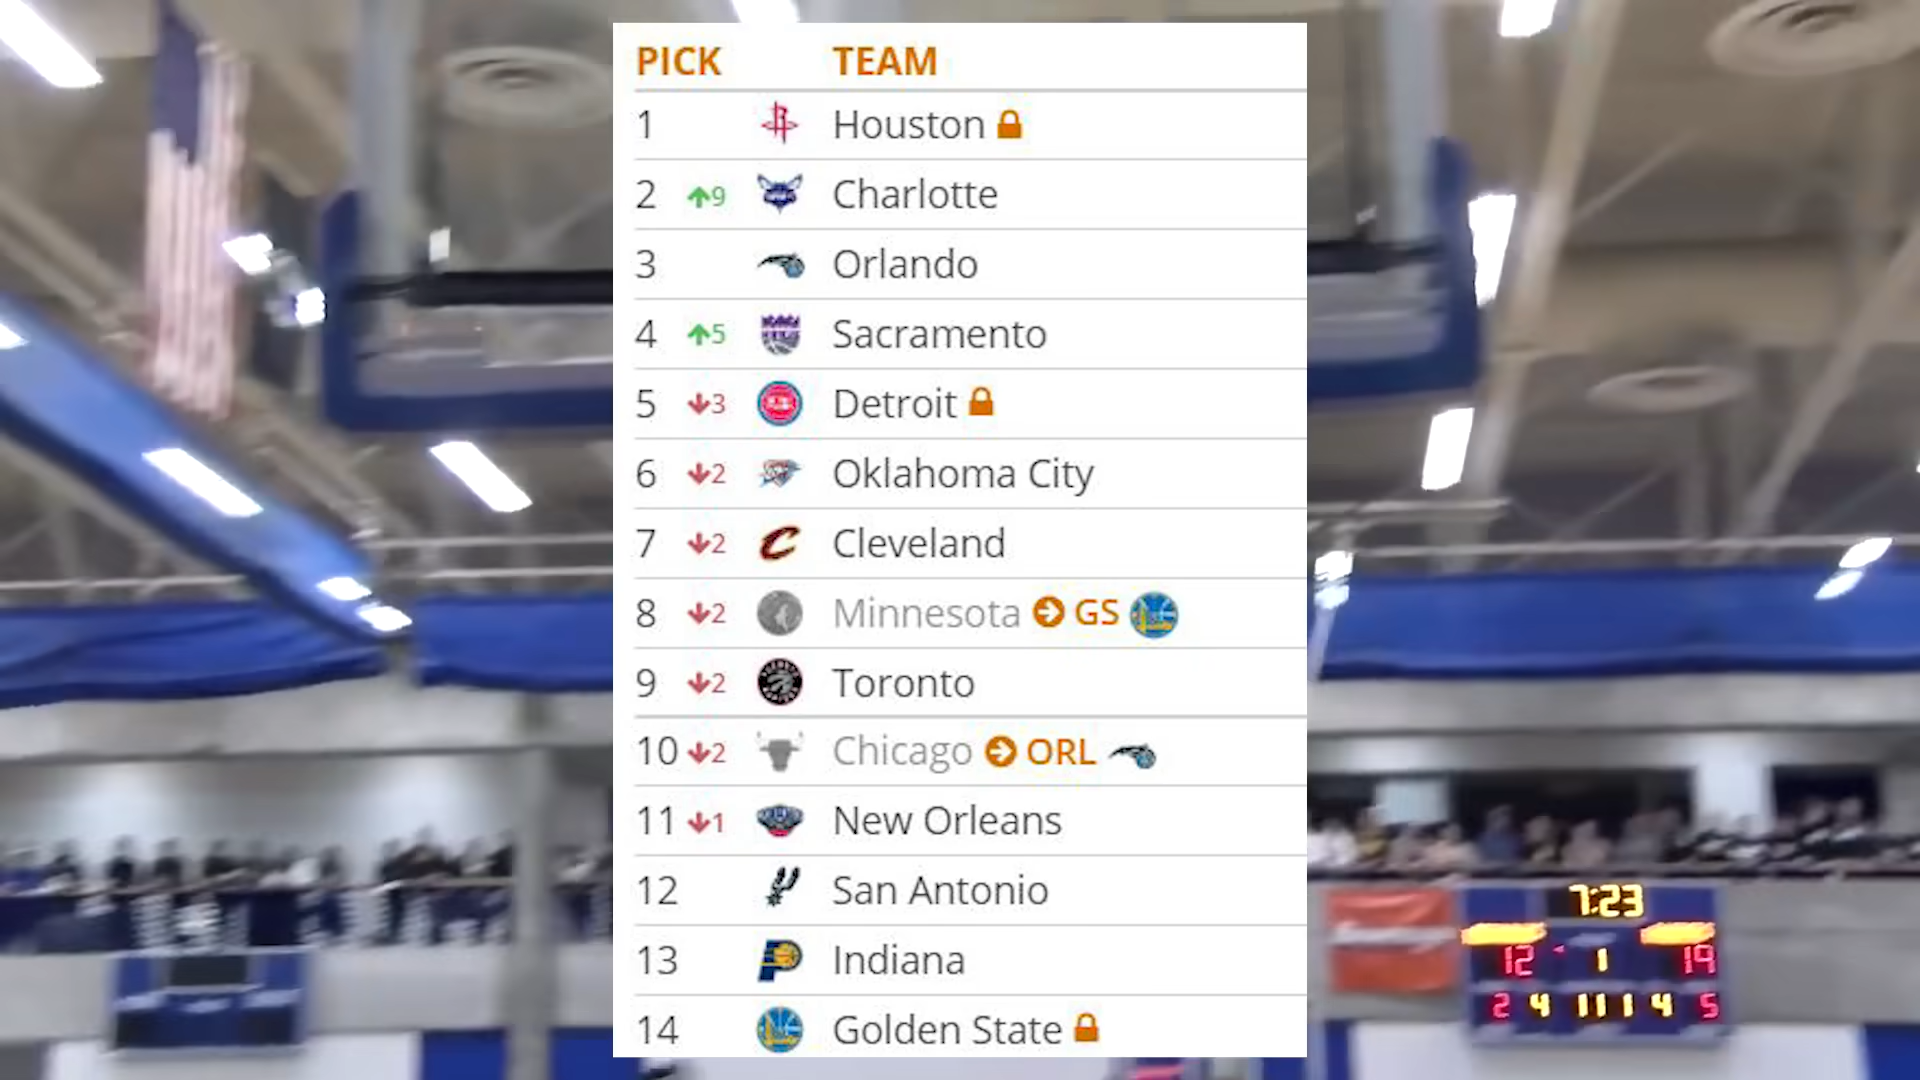 PICK TEAM
1 Houston
2 9 Charlotte
3 Orlando
4 5 Sacramento
5 3 Detroit
6 2 Oklahoma City
7 2 Cleveland
8 2 Minnesota GS
9 2 Toronto
10 2 Chicago ORL
11 1 New Orleans
12 San Antonio
13 Indiana
14 Golden State
7:23
12 1 19
2 4 11 1 4 5